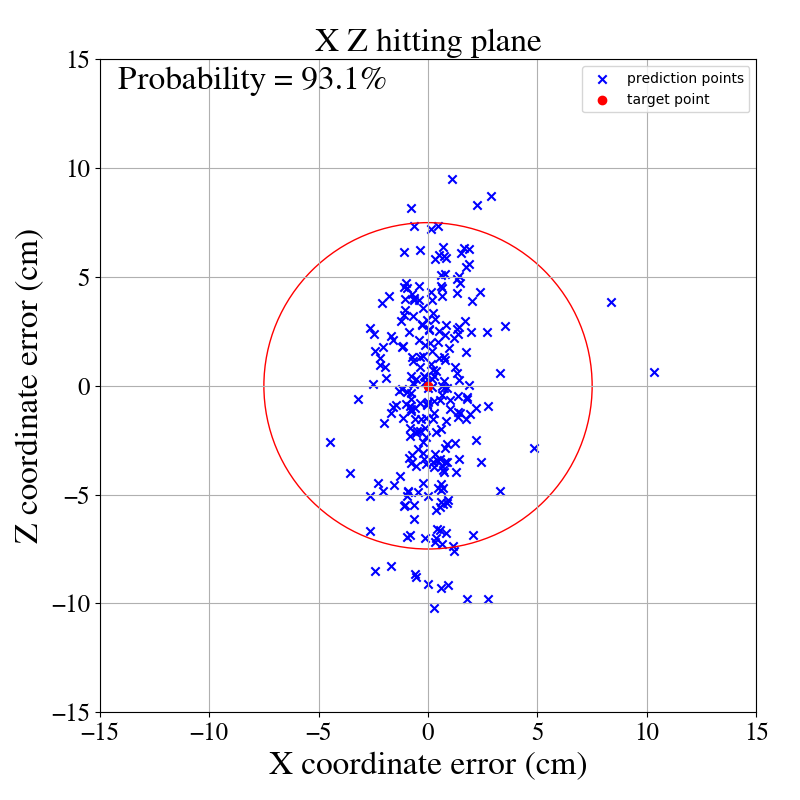 X Z hitting plane
Probability = 93.1%
prediction points
target point
15
10
5
0
−5
−10
−15
Z coordinate error (cm)
−15
−10
−5
0
5
10
15
X coordinate error (cm)